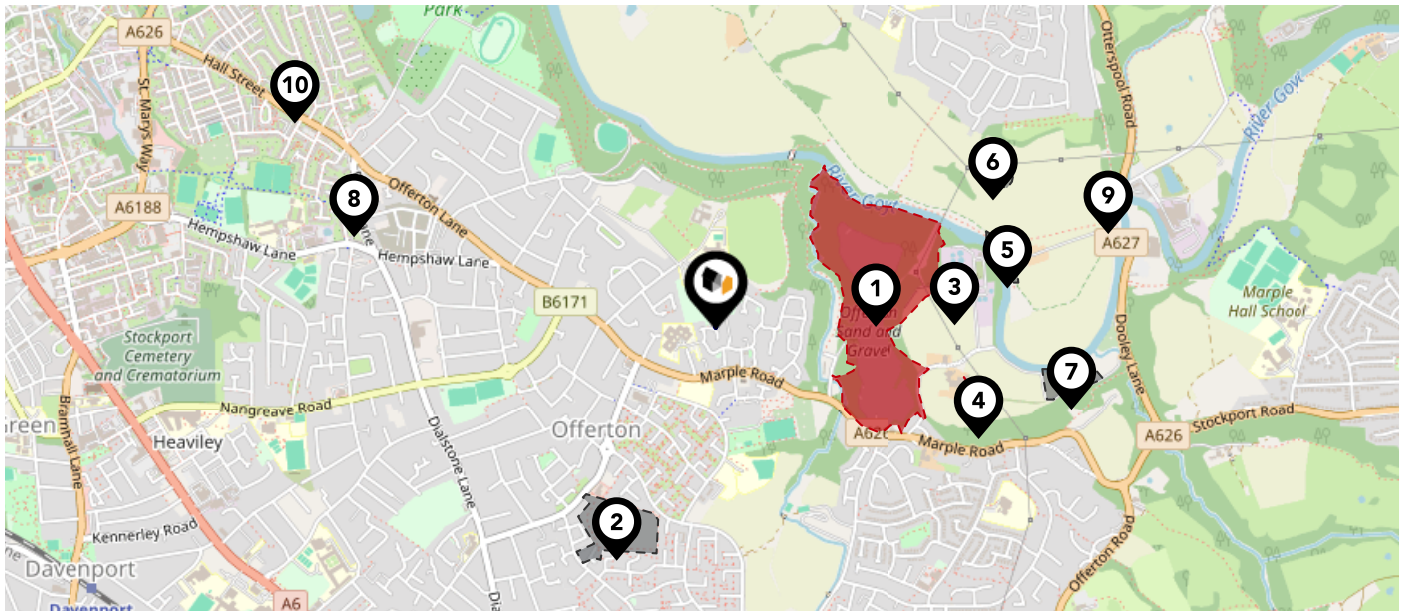 Park
A626
Hall Street
10
St. Marys Way
Otterspool Road
River Goyt
6
8
Offerton Lane
9
A6188
River Goyt
Hempshaw Lane
Hempshaw Lane
A627
5
B6171
1
3
Marple
Hall School
Offerton
Sand and
Gravel
Stockport
Cemetery
and Crematorium
Dooley Lane
7
Marple Road
4
Nangreave Road
Bramhall Lane
Heaviley
Dialstone Lane
Offerton
A626
Marple Road
A626
Stockport Road
2
Kennerley Road
Offerton Road
Davenport
A6
Davenport